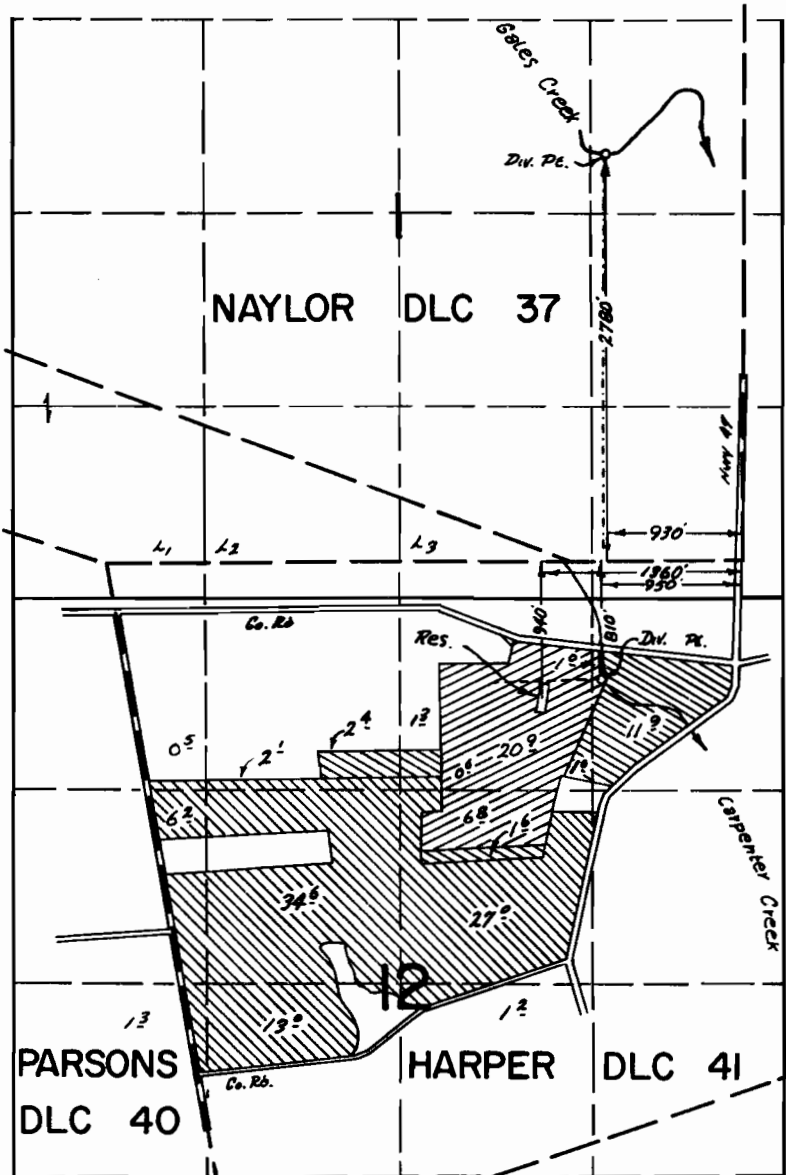 Gales Creek
Div. Pt.
NAYLOR DLC 37
2780'
HWY 47
930'
L1 L2 L3
1360'
950'
Co. Rd.
940'
810'
Res.
Div. Pt.
1.0
11.9
2.4
1.3
0.5
2.1
20.9
0.6
1.0
6.2
6.8
1.6
Carpenter Creek
34.6
27.0
12
1.3
13.0
1.2
PARSONS
DLC 40
HARPER DLC 41
Co. Rd.